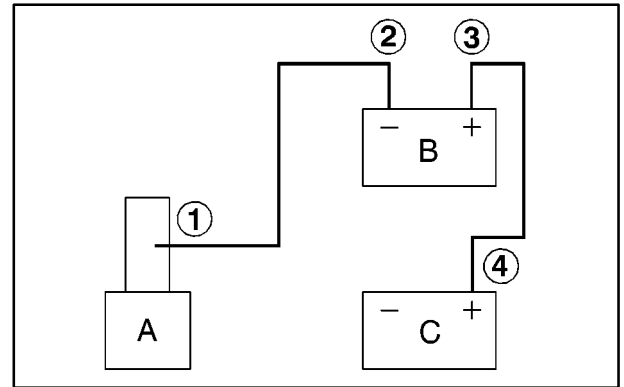 ② ③
− +
B
①
④
− +
A C